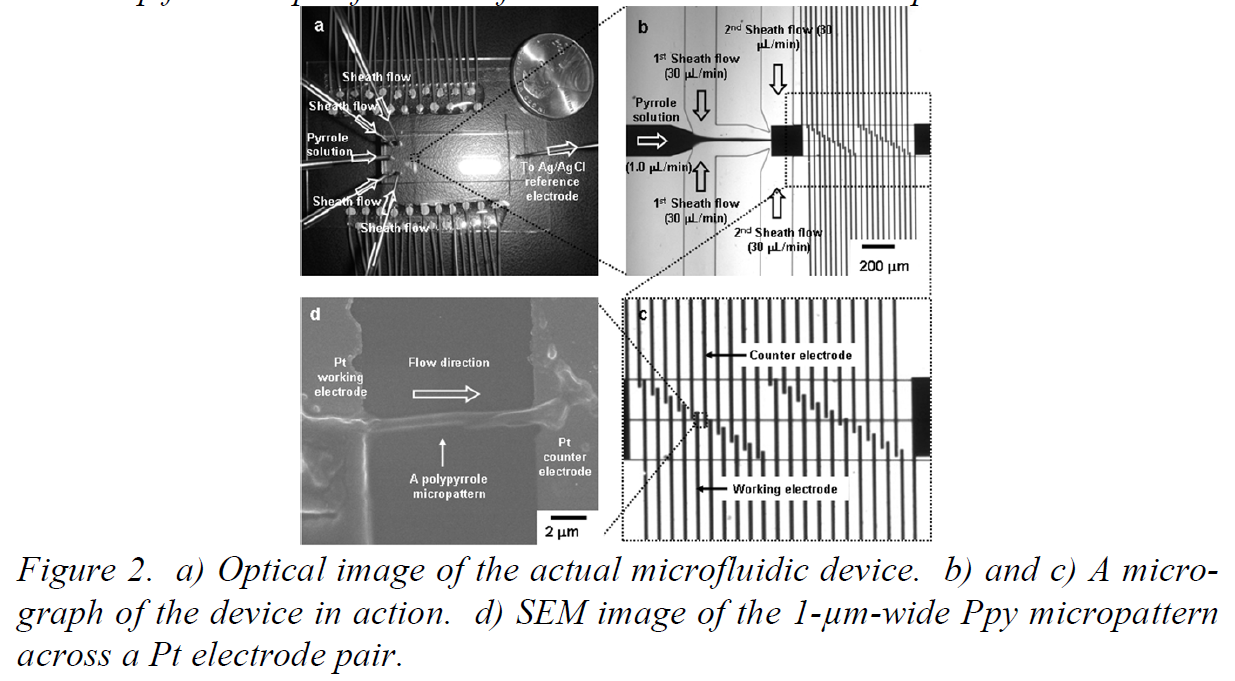 a
Sheath flow
Sheath flow
Pyrrole
solution
Sheath flow
Sheath flow
To Ag/AgCl
reference
electrode
b
2nd Sheath flow (30
µL/min)
1st Sheath flow
(30 µL/min)
Pyrrole
solution
(1.0 µL/min)
1st Sheath flow
(30 µL/min)
2nd Sheath flow
(30 µL/min)
200 µm
d
Pt
working
electrode
Flow direction
A polypyrrole
micropattern
Pt
counter
electrode
2 µm
c
Counter electrode
Working electrode
Figure 2. a) Optical image of the actual microfluidic device. b) and c) A micro-
graph of the device in action. d) SEM image of the 1-µm-wide Ppy micropattern
across a Pt electrode pair.